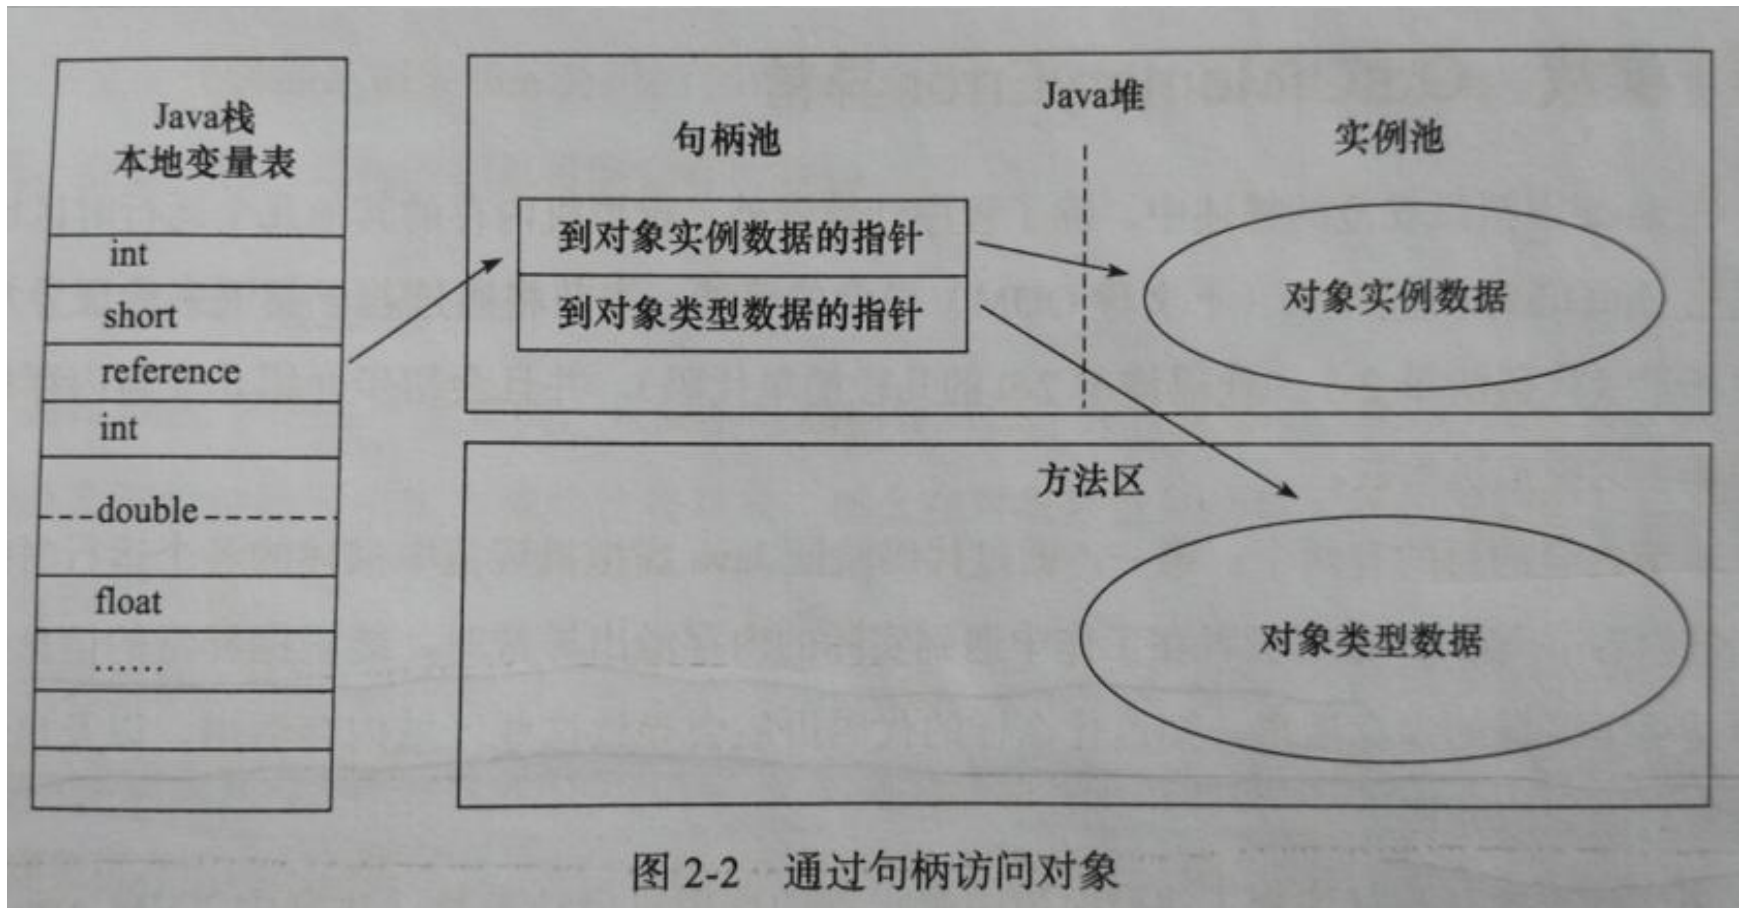 Java栈
本地变量表
int
short
reference
int
double
float
……
Java堆
句柄池
实例池
到对象实例数据的指针
到对象类型数据的指针
对象实例数据
方法区
对象类型数据
图 2-2 通过句柄访问对象